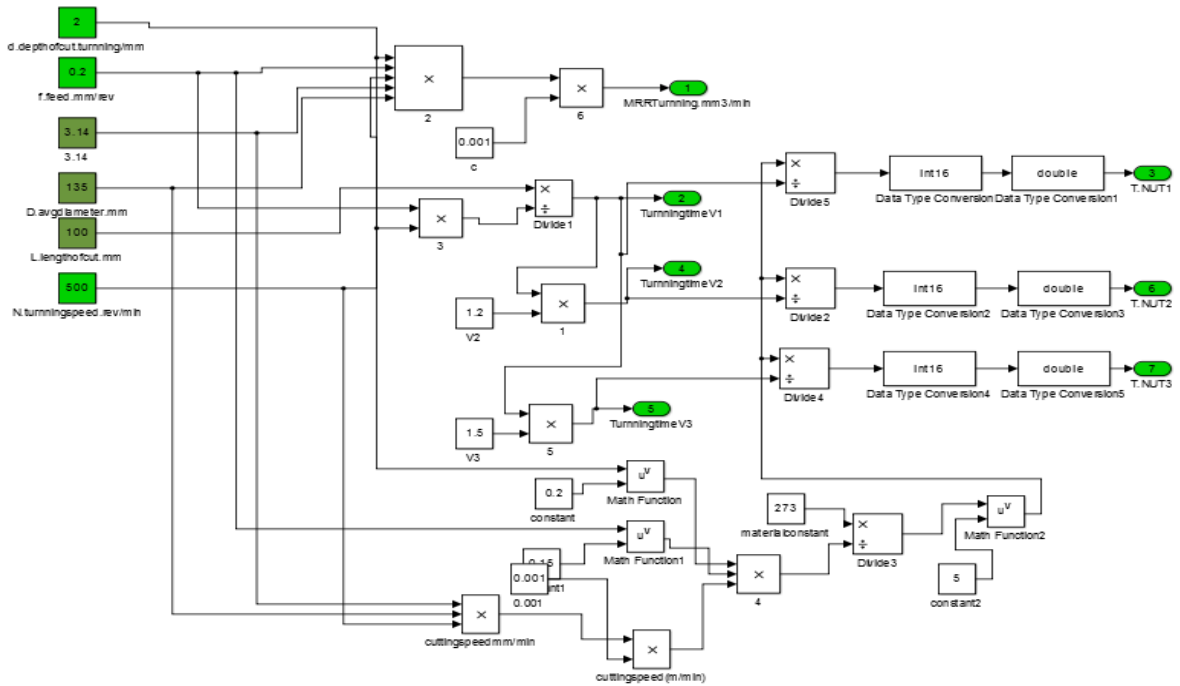 2
d.depthofcut.turnning/mm
0.2
f.feed.mm/rev
3.14
3.14
135
D.avgdiameter.mm
100
L.lengthofcut.mm
500
N.turnningspeed.rev/min
×
2
×
6
1
MRRTurnning.mm3/min
0.001
c
×
3
×
÷
Divide1
2
TurnningtimeV1
4
TurnningtimeV2
1.2
V2
×
1
1.5
V3
×
5
5
TurnningtimeV3
×
÷
Divide5
Int16
Data Type Conversion
double
Data Type Conversion1
3
T.NUT1
×
÷
Divide2
Int16
Data Type Conversion2
double
Data Type Conversion3
6
T.NUT2
×
÷
Divide4
Int16
Data Type Conversion4
double
Data Type Conversion5
7
T.NUT3
0.2
constant
u^v
Math Function
u^v
Math Function1
0.001
0.001
×
cuttingspeedmm/min
×
cuttingspeed(m/min)
×
4
273
materialconstant
×
÷
Divide3
u^v
Math Function2
5
constant2